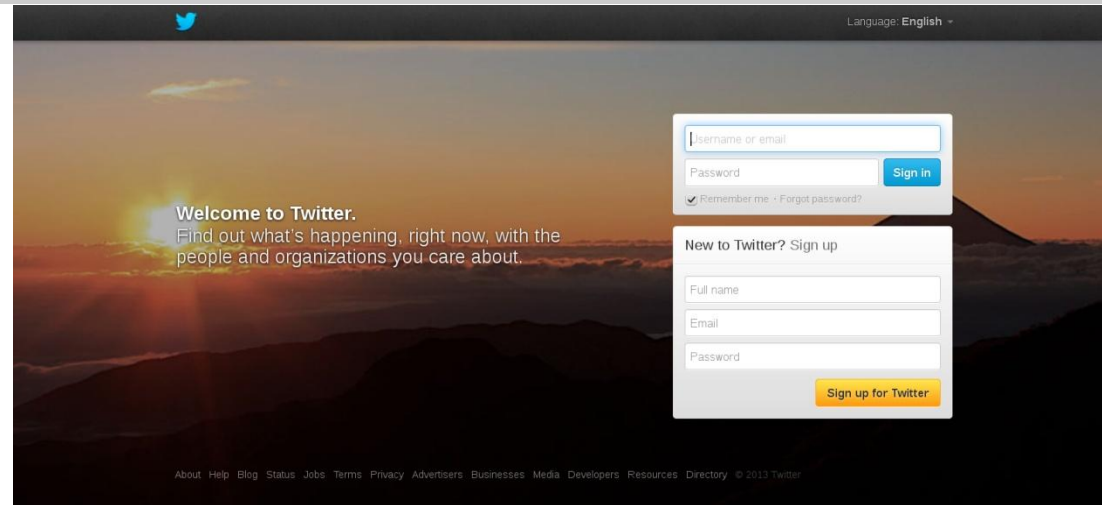 Language: English
Username or email
Password
Sign in
Remember me · Forgot password?
Welcome to Twitter.
Find out what's happening, right now, with the
people and organizations you care about.
New to Twitter? Sign up
Full name
Email
Password
Sign up for Twitter
About Help Blog Status Jobs Terms Privacy Advertisers Businesses Media Developers Resources Directory © 2013 Twitter